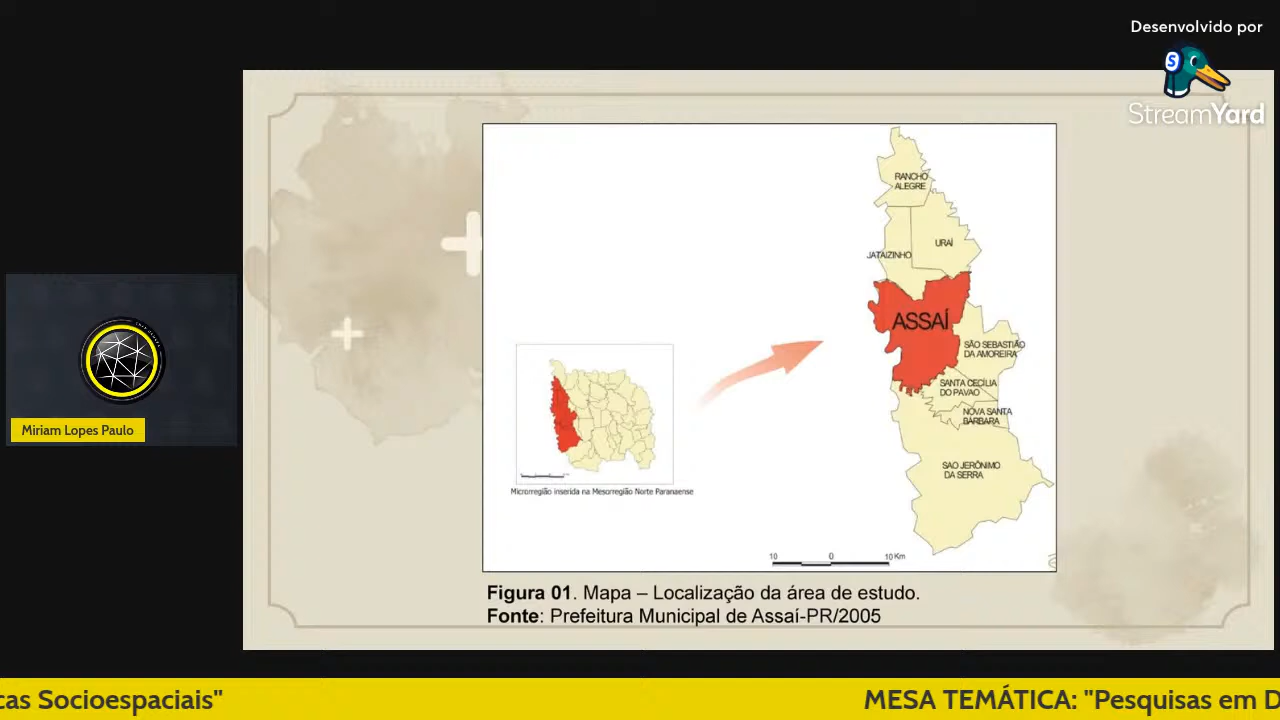 Desenvolvido por
StreamYard
RANCHO
ALEGRE
URAÍ
JATAIZINHO
ASSAÍ
SÃO SEBASTIÃO
DA AMOREIRA
SANTA CECÍLIA
DO PAVAO
NOVA SANTA
BÁRBARA
SAO JERÔNIMO
DA SERRA
Microrregião inserida na Mesorregião Norte Paranaense
10 0 10 Km
Figura 01. Mapa – Localização da área de estudo.
Fonte: Prefeitura Municipal de Assaí-PR/2005
Miriam Lopes Paulo
cas Socioespaciais" MESA TEMÁTICA: "Pesquisas em D